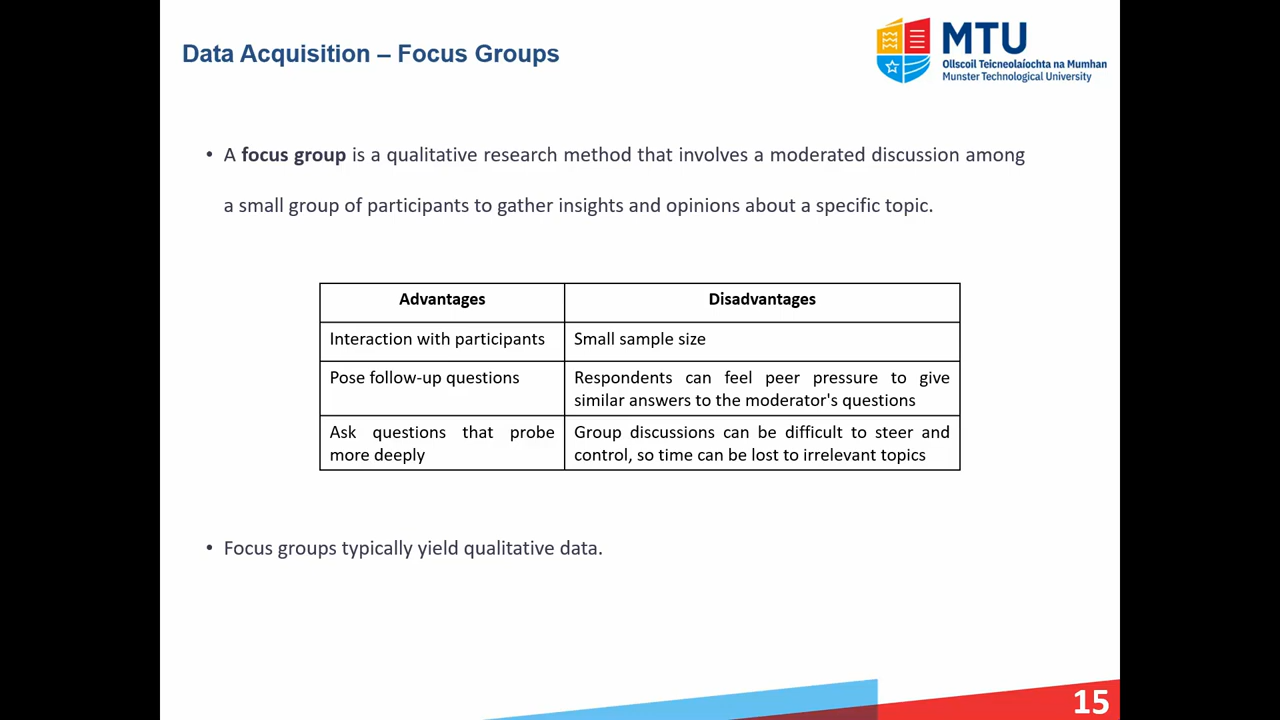 Data Acquisition – Focus Groups
MTU
Ollscoil Teicneolaíochta na Mumhan
Munster Technological University
• A focus group is a qualitative research method that involves a moderated discussion among
a small group of participants to gather insights and opinions about a specific topic.
Advantages Disadvantages
Interaction with participants Small sample size
Pose follow-up questions Respondents can feel peer pressure to give
similar answers to the moderator's questions
Ask questions that probe Group discussions can be difficult to steer and
more deeply control, so time can be lost to irrelevant topics
• Focus groups typically yield qualitative data.
15